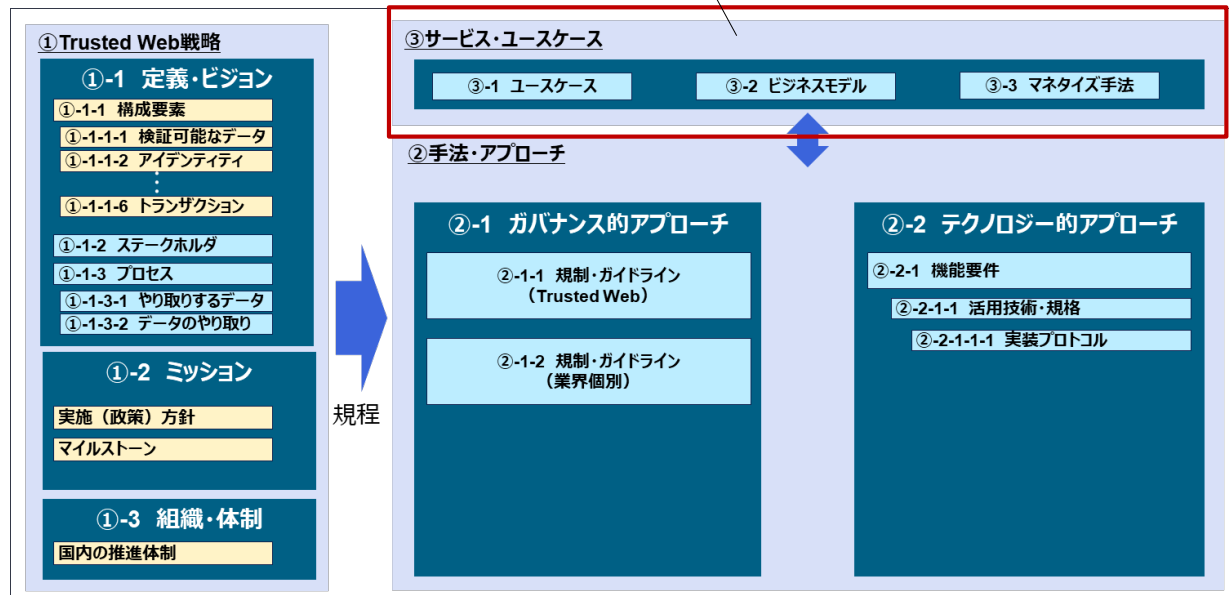 ①Trusted Web戦略
①-1 定義・ビジョン
①-1-1 構成要素
①-1-1-1 検証可能なデータ
①-1-1-2 アイデンティティ
⋮
①-1-1-6 トランザクション
①-1-2 ステークホルダ
①-1-3 プロセス
①-1-3-1 やり取りするデータ
①-1-3-2 データのやり取り
①-2 ミッション
実施（政策）方針
マイルストーン
①-3 組織・体制
国内の推進体制
規程
③サービス・ユースケース
③-1 ユースケース
③-2 ビジネスモデル
③-3 マネタイズ手法
②手法・アプローチ
②-1 ガバナンス的アプローチ
②-1-1 規制・ガイドライン
（Trusted Web）
②-1-2 規制・ガイドライン
（業界個別）
②-2 テクノロジー的アプローチ
②-2-1 機能要件
②-2-1-1 活用技術・規格
②-2-1-1-1 実装プロトコル